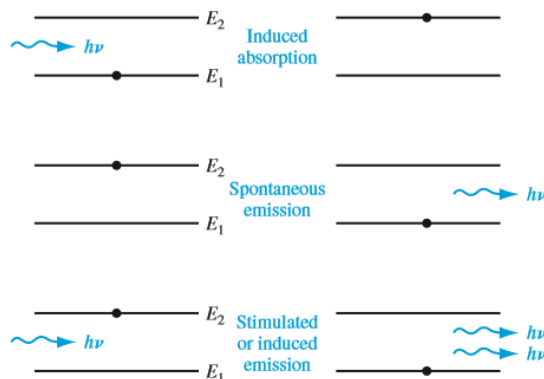 E₂
hν
Induced
absorption
E₁
E₂
Spontaneous
emission
hν
E₁
E₂
hν
Stimulated
or induced
emission
hν
hν
E₁